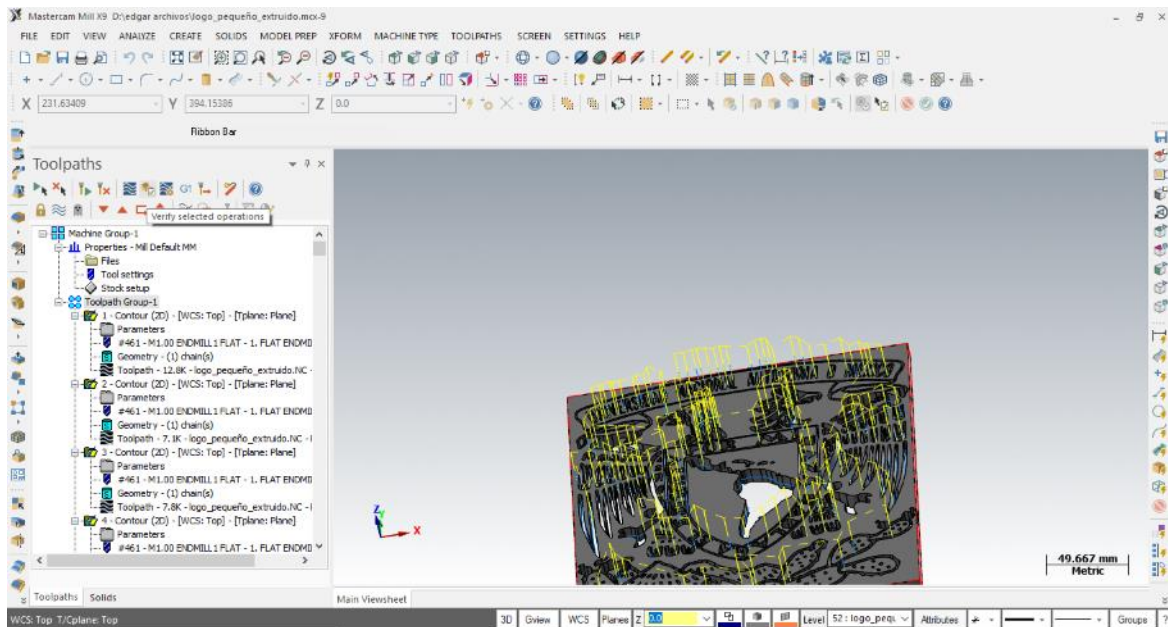 Mastercam Mill X9 D:\edgar archivos\logo_pequeño_extruido.mcx-9
FILE EDIT VIEW ANALYZE CREATE SOLIDS MODEL PREP XFORM MACHINE TYPE TOOLPATHS SCREEN SETTINGS HELP
X 231.63409 Y 394.15386 Z 0.0
Ribbon Bar
Toolpaths
G1
Verify selected operations
Machine Group-1
Properties - Mill Default MM
Files
Tool settings
Stock setup
Toolpath Group-1
1 - Contour (2D) - [WCS: Top] - [Tplane: Plane]
Parameters
#461 - M1.00 ENDMILL1 FLAT - 1. FLAT ENDMI
Geometry - (1) chain(s)
Toolpath - 12.8K - logo_pequeño_extruido.NC -
2 - Contour (2D) - [WCS: Top] - [Tplane: Plane]
Parameters
#461 - M1.00 ENDMILL1 FLAT - 1. FLAT ENDMI
Geometry - (1) chain(s)
Toolpath - 7.1K - logo_pequeño_extruido.NC - I
3 - Contour (2D) - [WCS: Top] - [Tplane: Plane]
Parameters
#461 - M1.00 ENDMILL1 FLAT - 1. FLAT ENDMI
Geometry - (1) chain(s)
Toolpath - 7.8K - logo_pequeño_extruido.NC - I
4 - Contour (2D) - [WCS: Top] - [Tplane: Plane]
Parameters
#461 - M1.00 ENDMILL1 FLAT - 1. FLAT ENDMI
Z
Y
X
49.667 mm
Metric
Toolpaths Solids
Main Viewsheet
WCS: Top T/Cplane: Top 3D Gview WCS Planes Z 0.0 Level 52 : logo_pequ Attributes Groups ?